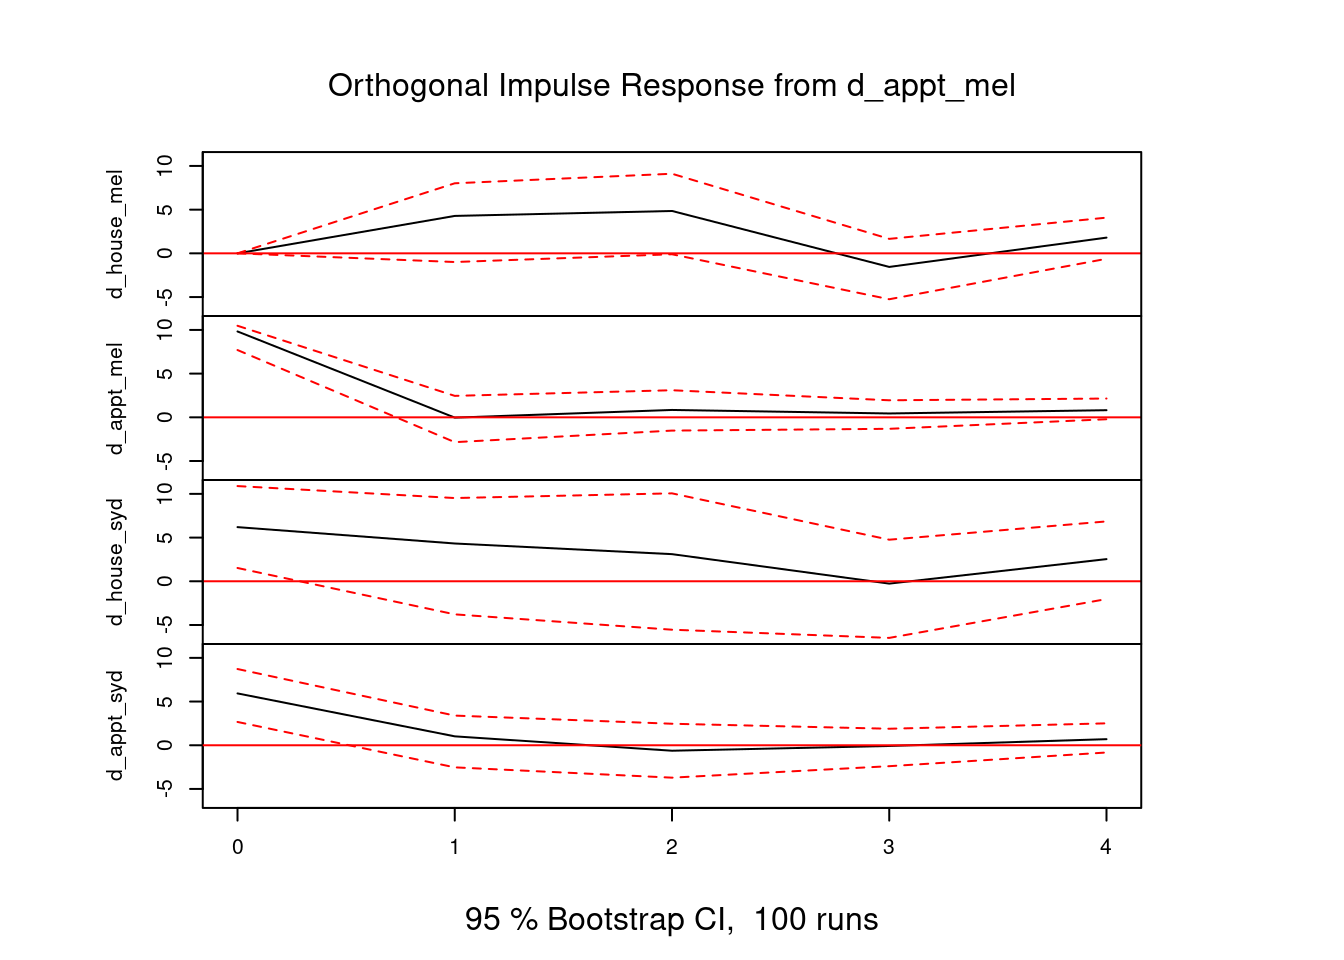 Orthogonal Impulse Response from d_appt_mel
d_house_mel
10
5
0
-5
d_appt_mel
10
5
0
-5
d_house_syd
10
5
0
-5
d_appt_syd
10
5
0
-5
0 1 2 3 4
95 % Bootstrap CI,  100 runs